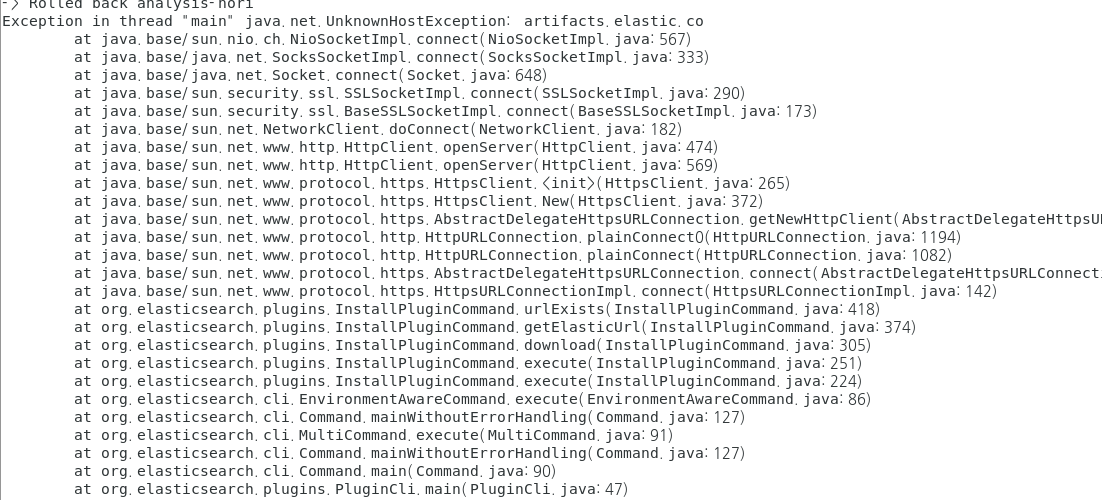 -> Rolled back analysis-nori
Exception in thread "main" java.net.UnknownHostException: artifacts.elastic.co
at java.base/sun.nio.ch.NioSocketImpl.connect(NioSocketImpl.java:567)
at java.base/java.net.SocksSocketImpl.connect(SocksSocketImpl.java:333)
at java.base/java.net.Socket.connect(Socket.java:648)
at java.base/sun.security.ssl.SSLSocketImpl.connect(SSLSocketImpl.java:290)
at java.base/sun.security.ssl.BaseSSLSocketImpl.connect(BaseSSLSocketImpl.java:173)
at java.base/sun.net.NetworkClient.doConnect(NetworkClient.java:182)
at java.base/sun.net.www.http.HttpClient.openServer(HttpClient.java:474)
at java.base/sun.net.www.http.HttpClient.openServer(HttpClient.java:569)
at java.base/sun.net.www.protocol.https.HttpsClient.<init>(HttpsClient.java:265)
at java.base/sun.net.www.protocol.https.HttpsClient.New(HttpsClient.java:372)
at java.base/sun.net.www.protocol.https.AbstractDelegateHttpsURLConnection.getNewHttpClient(AbstractDelegateHttpsU
at java.base/sun.net.www.protocol.http.HttpURLConnection.plainConnect0(HttpURLConnection.java:1194)
at java.base/sun.net.www.protocol.http.HttpURLConnection.plainConnect(HttpURLConnection.java:1082)
at java.base/sun.net.www.protocol.https.AbstractDelegateHttpsURLConnection.connect(AbstractDelegateHttpsURLConnect.
at java.base/sun.net.www.protocol.https.HttpsURLConnectionImpl.connect(HttpsURLConnectionImpl.java:142)
at org.elasticsearch.plugins.InstallPluginCommand.urlExists(InstallPluginCommand.java:418)
at org.elasticsearch.plugins.InstallPluginCommand.getElasticUrl(InstallPluginCommand.java:374)
at org.elasticsearch.plugins.InstallPluginCommand.download(InstallPluginCommand.java:305)
at org.elasticsearch.plugins.InstallPluginCommand.execute(InstallPluginCommand.java:251)
at org.elasticsearch.plugins.InstallPluginCommand.execute(InstallPluginCommand.java:224)
at org.elasticsearch.cli.EnvironmentAwareCommand.execute(EnvironmentAwareCommand.java:86)
at org.elasticsearch.cli.Command.mainWithoutErrorHandling(Command.java:127)
at org.elasticsearch.cli.MultiCommand.execute(MultiCommand.java:91)
at org.elasticsearch.cli.Command.mainWithoutErrorHandling(Command.java:127)
at org.elasticsearch.cli.Command.main(Command.java:90)
at org.elasticsearch.plugins.PluginCli.main(PluginCli.java:47)